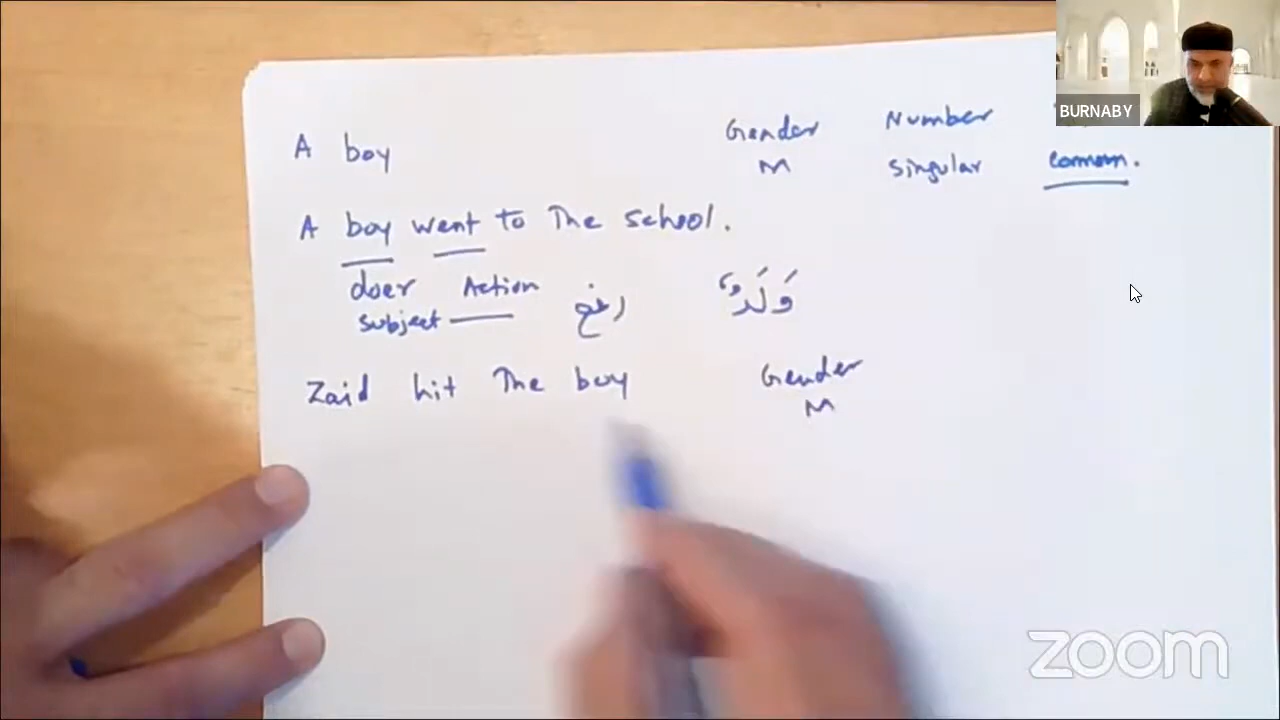 BURNABY
A boy Gender Number
M Singular Common.
A boy went to The School.
doer Action
Subject رفع وَلَدٌ
Zaid hit The boy Gender
M
zoom